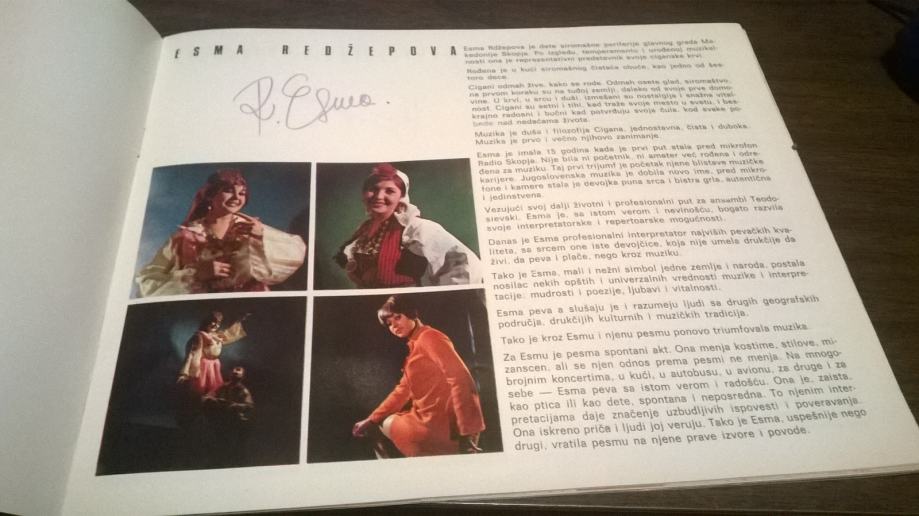 ESMA REDŽEPOVA
R. Esma.
Esma Rdžepova je dete siromašne periferije glavnog grada Ma-
kedonije Skopja. Po izgledu, temperamentu i urođenoj muzikal-
nosti ona je reprezentativni predstavnik svoje ciganske krvi.
Rođena je u kući siromašnog čistača obuće, kao jedno od šes-
toro dece.
Cigani odmah žive, kako se rode. Odmah osete glad, siromaštvo,
na prvom koraku su na tuđoj zemlji, daleko od svoje prve domo-
vine. U krvi, u srcu i duši, izmešani su nostalgija i snažna vital-
nost. Cigani su setni i tihi, kad traže svoje mesto u svetu, i bes-
krajno radosni i bučni kad potvrđuju svoja čula, kod svake po-
bede nad nedaćama života.
Muzika je duša i filozofija Cigana, jednostavna, čista i duboka.
Muzika je prvo i večno njihovo zanimanje.
Esma je imala 15 godina kada je prvi put stala pred mikrofon
Radio Skopja. Nije bila ni početnik, ni amater već rođena i odre-
đena za muziku. Taj prvi trijumf je početak njene blistave muzičke
karijere. Jugoslovenska muzika je dobila novo ime, pred mikro-
fone i kamere stala je devojka puna srca i bistra grla, autentična
i jedinstvena.
Vezujući svoj dalji životni i profesionalni put za ansambl Teodo-
sievski, Esma je, sa istom verom i nevinošću, bogato razvila
svoje interpretatorske i repertoarske mogućnosti.
Danas je Esma profesionalni interpretator najviših pevačkih kva-
liteta, sa srcem one iste devojčice, koja nije umela drukčije da
živi, da peva i plače, nego kroz muziku.
Tako je Esma, mali i nežni simbol jedne zemlje i naroda, postala
nosilac nekih opštih i univerzalnih vrednosti muzike i interpre-
tacije: mudrosti i poezije, ljubavi i vitalnosti.
Esma peva a slušaju je i razumeju ljudi sa drugih geografskih
područja, drukčijih kulturnih i muzičkih tradicija.
Tako je kroz Esmu i njenu pesmu ponovo triumfovala muzika.
Za Esmu je pesma spontani akt. Ona menja kostime, stilove, mi-
zanscen, ali se njen odnos prema pesmi ne menja. Na mnogo-
brojnim koncertima, u kući, u autobusu, u avionu, za druge i za
sebe — Esma peva sa istom verom i radošću. Ona je, zaista,
kao ptica ili kao dete, spontana i neposredna. To njenim inter-
pretacijama daje značenje uzbudljivih ispovesti i poveravanja.
Ona iskreno priča i ljudi joj veruju. Tako je Esma, uspešnije nego
drugi, vratila pesmu na njene prave izvore i povode.